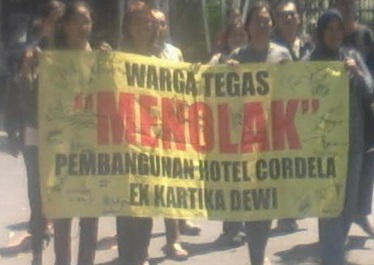 WARGA TEGAS
"MENOLAK"
PEMBANGUNAN HOTEL CORDELA
EX KARTIKA DEWI